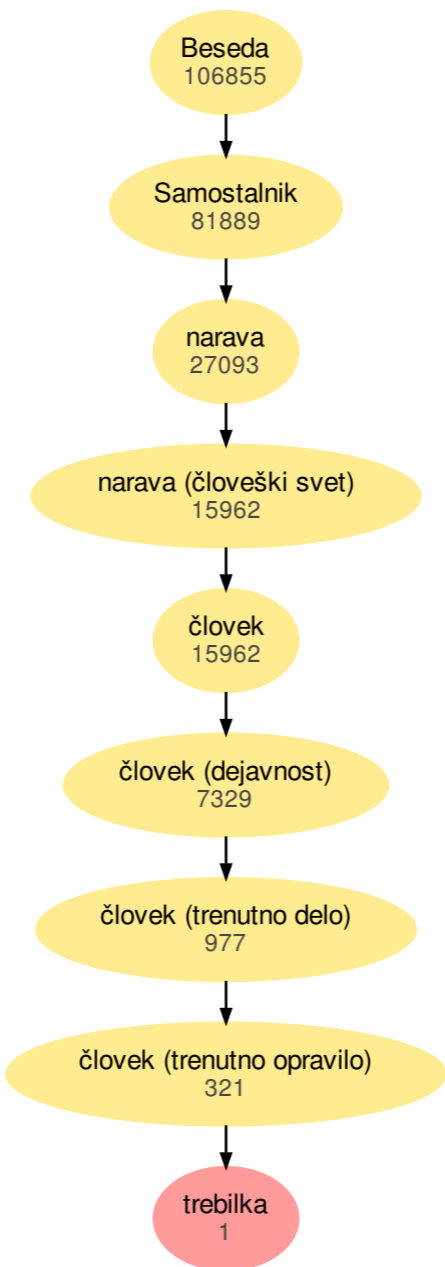 Beseda
106855
Samostalnik
81889
narava
27093
narava (človeški svet)
15962
človek
15962
človek (dejavnost)
7329
človek (trenutno delo)
977
človek (trenutno opravilo)
321
trebilka
1